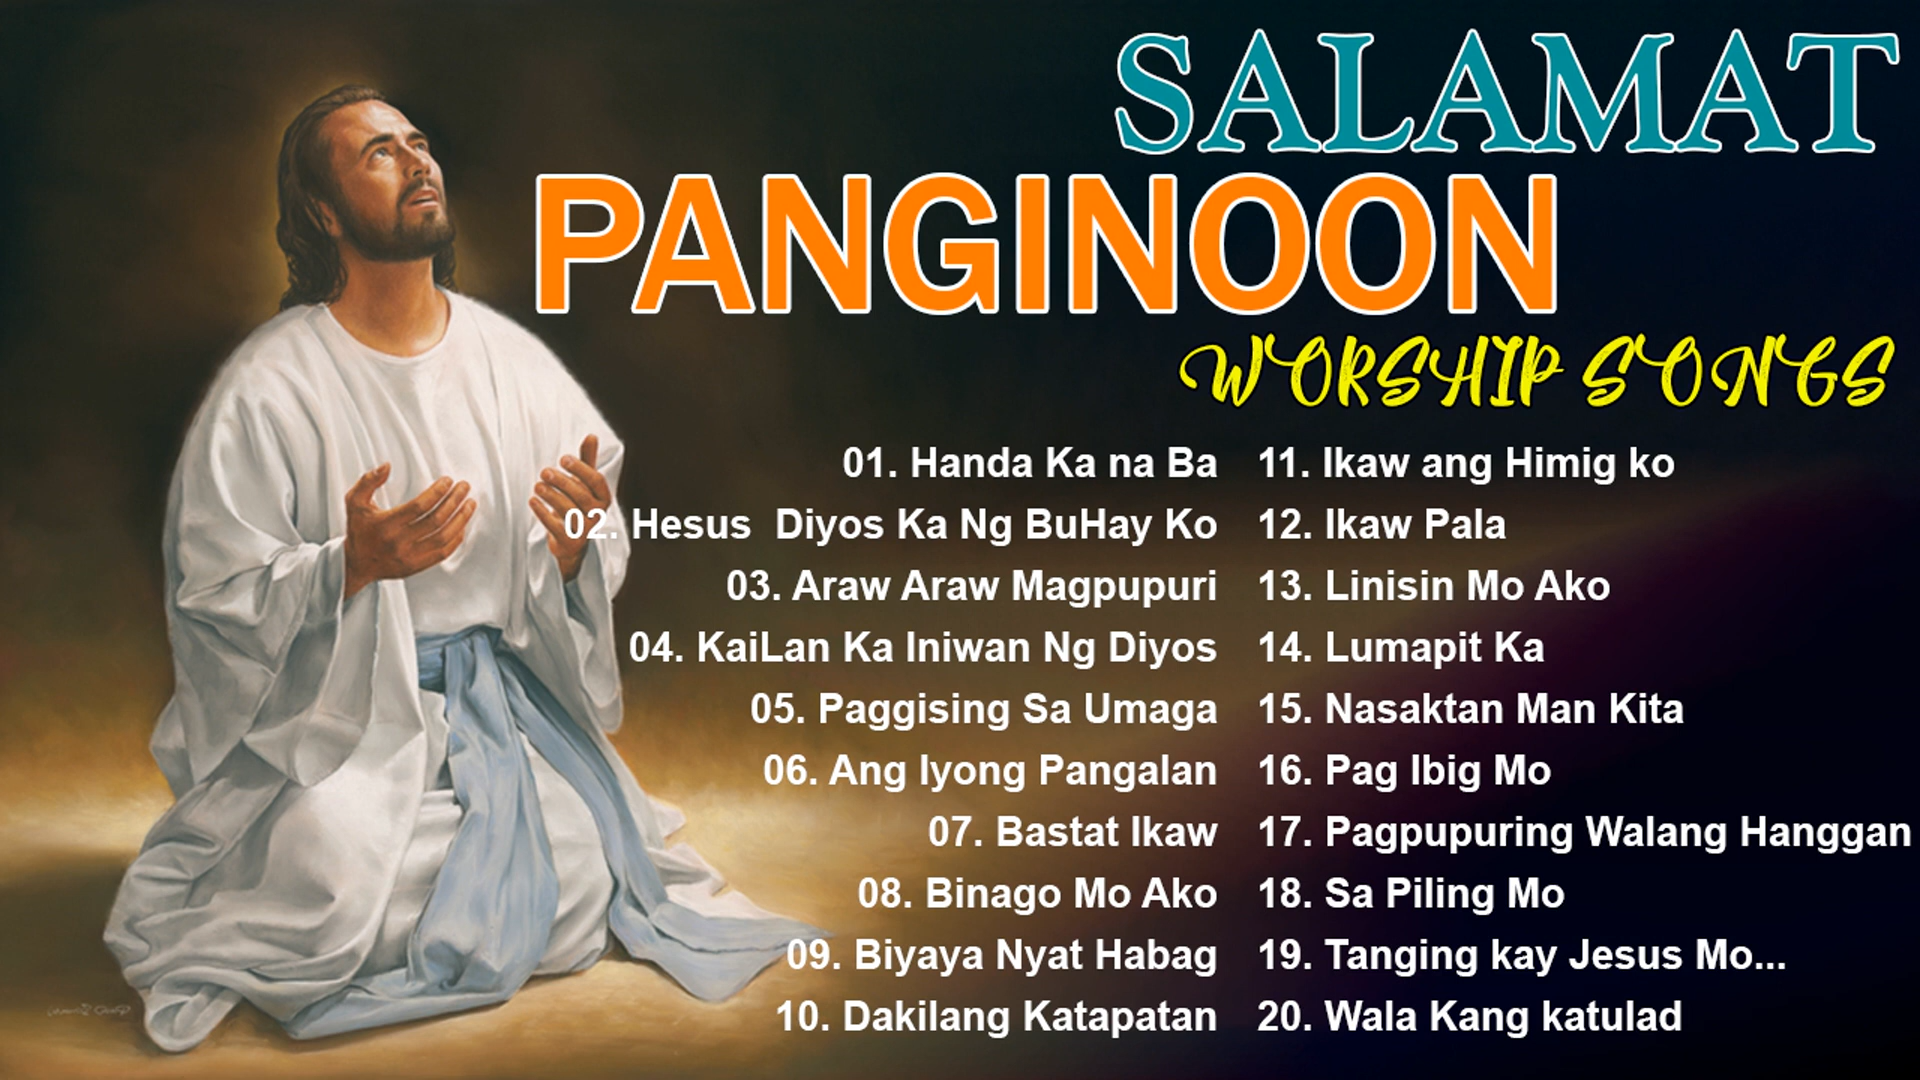 SALAMAT
PANGINOON
WORSHIP SONGS
01. Handa Ka na Ba
02. Hesus  Diyos Ka Ng BuHay Ko
03. Araw Araw Magpupuri
04. KaiLan Ka Iniwan Ng Diyos
05. Paggising Sa Umaga
06. Ang Iyong Pangalan
07. Bastat Ikaw
08. Binago Mo Ako
09. Biyaya Nyat Habag
10. Dakilang Katapatan
11. Ikaw ang Himig ko
12. Ikaw Pala
13. Linisin Mo Ako
14. Lumapit Ka
15. Nasaktan Man Kita
16. Pag Ibig Mo
17. Pagpupuring Walang Hanggan
18. Sa Piling Mo
19. Tanging kay Jesus Mo...
20. Wala Kang katulad